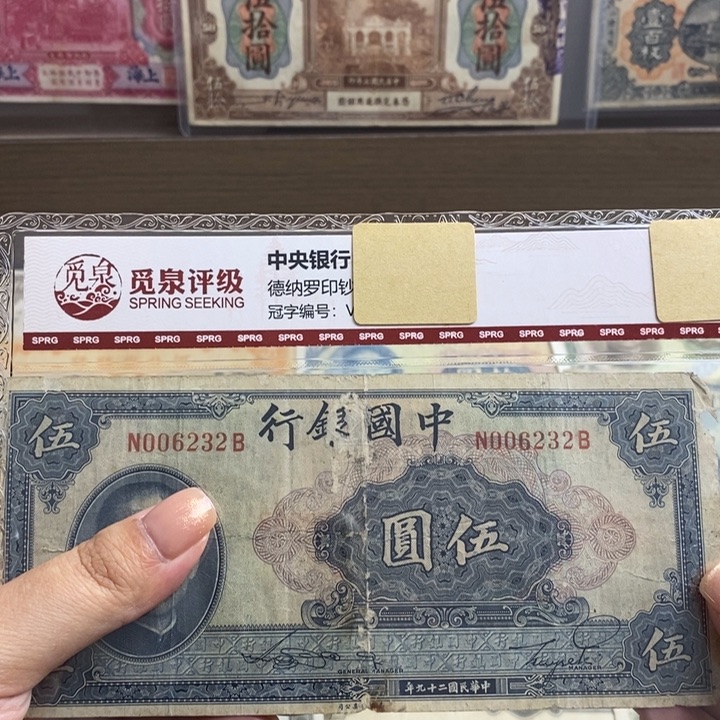 上海
伍拾圓
伍拾圓
壹百枚
觅泉
觅泉评级
SPRING SEEKING
中央银行
德纳罗印钞
冠字编号:
SPRG SPRG SPRG SPRG SPRG SPRG SPRG SPRG SPRG SPRG SPRG SPRG SPRG SPRG SPRG SPRG SPRG
伍
中國銀行
伍
N006232B
N006232B
伍圓
伍
GENERAL MANAGER
MANAGER
中華民國二十九年